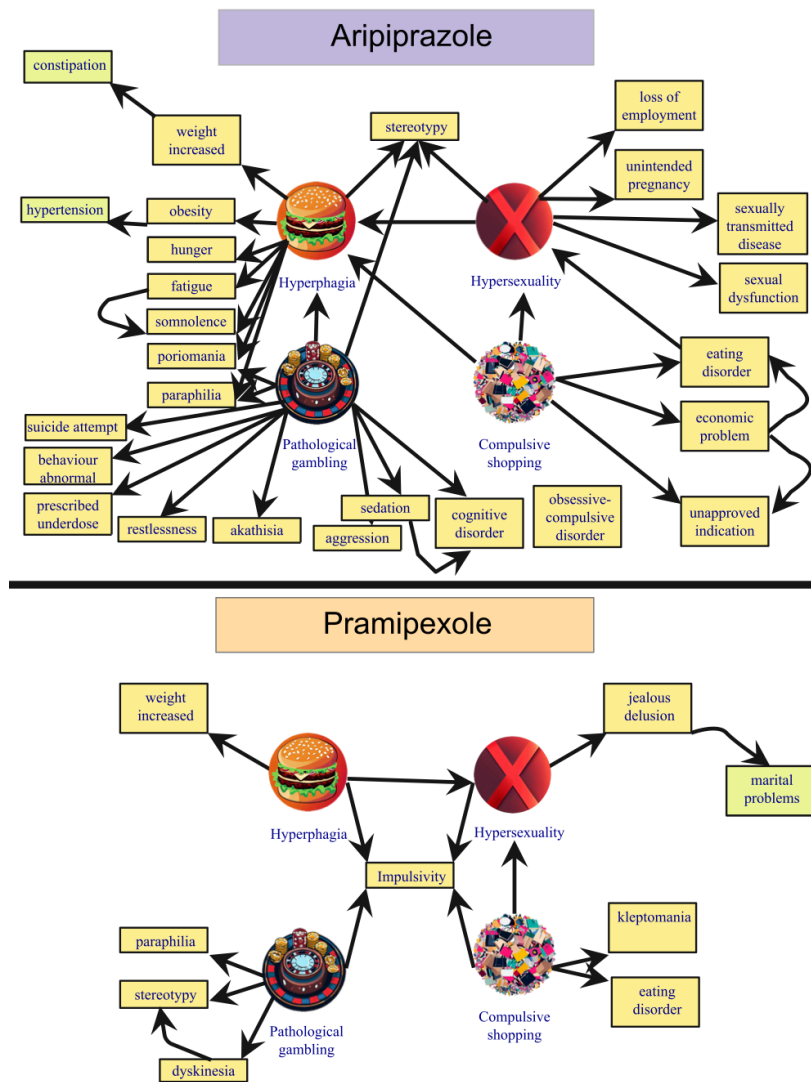 Aripiprazole
constipation
weight
increased
stereotypy
loss of
employment
unintended
pregnancy
hypertension
obesity
sexually
transmitted
disease
hunger
Hyperphagia
Hypersexuality
fatigue
sexual
dysfunction
somnolence
poriomania
eating
disorder
paraphilia
suicide attempt
Pathological
gambling
Compulsive
shopping
economic
problem
behaviour
abnormal
prescribed
underdose
restlessness
akathisia
sedation
aggression
cognitive
disorder
obsessive-
compulsive
disorder
unapproved
indication
Pramipexole
weight
increased
jealous
delusion
marital
problems
Hyperphagia
Hypersexuality
Impulsivity
paraphilia
kleptomania
stereotypy
eating
disorder
Pathological
gambling
Compulsive
shopping
dyskinesia